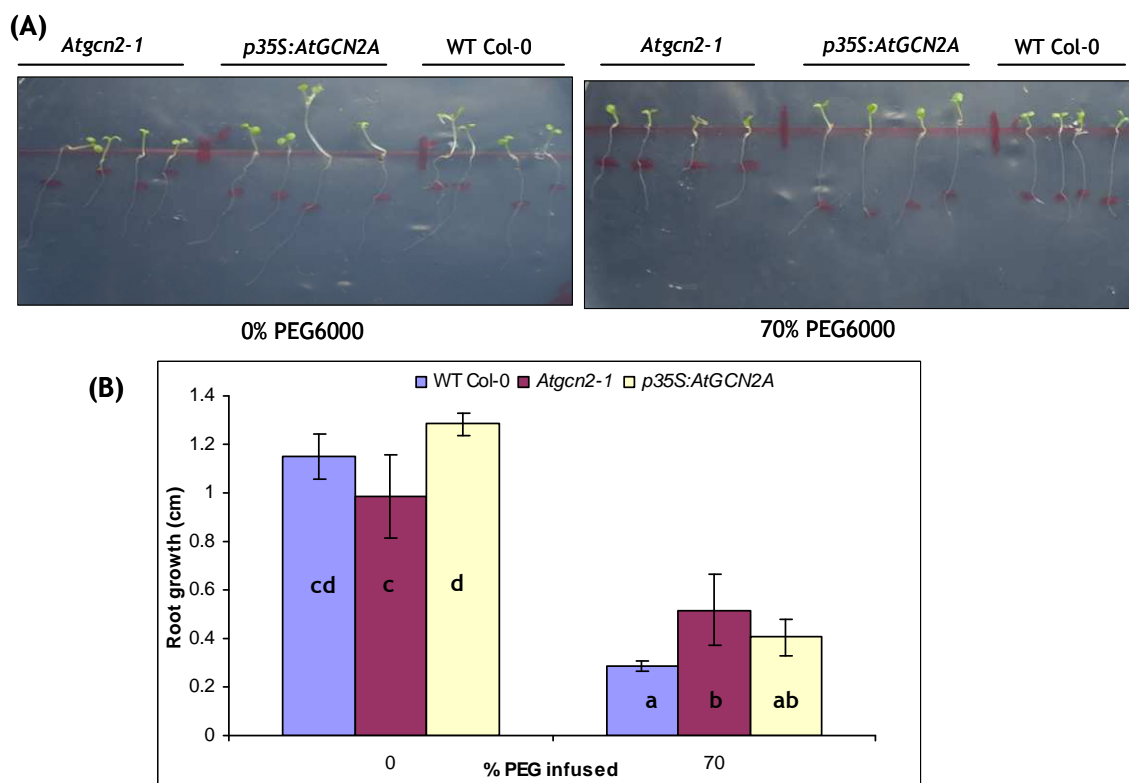 (A)
Atgcn2-1 p35S:AtGCN2A WT Col-0
Atgcn2-1 p35S:AtGCN2A WT Col-0
0% PEG6000
70% PEG6000
(B)
WT Col-0 Atgcn2-1 p35S:AtGCN2A
Root growth (cm)
1.4
1.2
1
0.8
0.6
0.4
0.2
0
cd
c
d
a
b
ab
0
70
% PEG infused